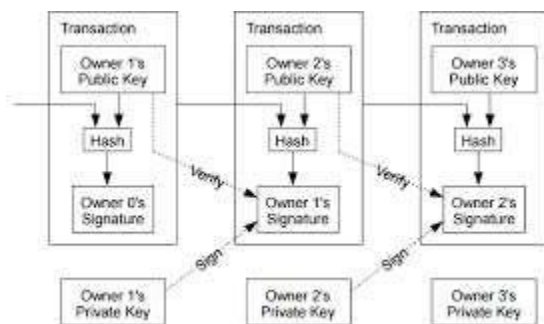 Transaction
Owner 1's
Public Key
Hash
Owner 0's
Signature
Transaction
Owner 2's
Public Key
Hash
Verify
Owner 1's
Signature
Transaction
Owner 3's
Public Key
Hash
Verify
Owner 2's
Signature
Sign
Sign
Owner 1's
Private Key
Owner 2's
Private Key
Owner 3's
Private Key